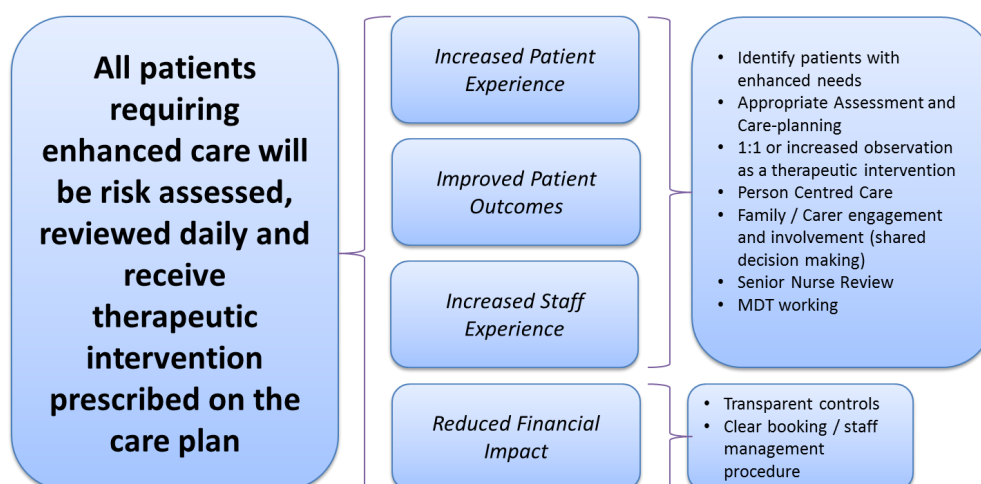 All patients
requiring
enhanced care will
be risk assessed,
reviewed daily and
receive
therapeutic
intervention
prescribed on the
care plan
Increased Patient
Experience
Improved Patient
Outcomes
Increased Staff
Experience
Reduced Financial
Impact
• Identify patients with
enhanced needs
• Appropriate Assessment and
Care-planning
• 1:1 or increased observation
as a therapeutic intervention
• Person Centred Care
• Family / Carer engagement
and involvement (shared
decision making)
• Senior Nurse Review
• MDT working
• Transparent controls
• Clear booking / staff
management
procedure